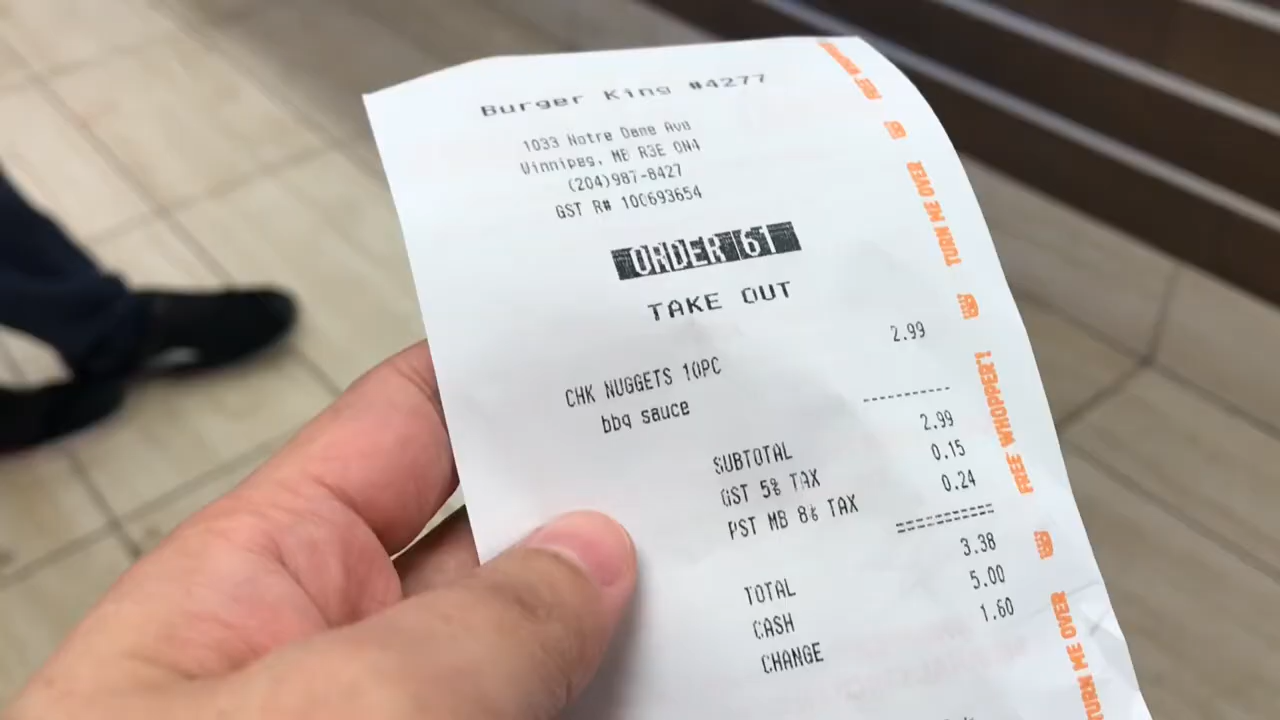 Burger King #4277
1033 Notre Dame Ave
Winnipeg, MB R3E 0N4
(204)987-8427
GST R# 100693654
ORDER 61
TAKE OUT
CHK NUGGETS 10PC 2.99
bbq sauce
SUBTOTAL 2.99
GST 5% TAX 0.15
PST MB 8% TAX 0.24
TOTAL 3.38
CASH 5.00
CHANGE 1.60
FREE WHOPPER!
TURN ME OVER
FREE WHOPPER!
TURN ME OVER